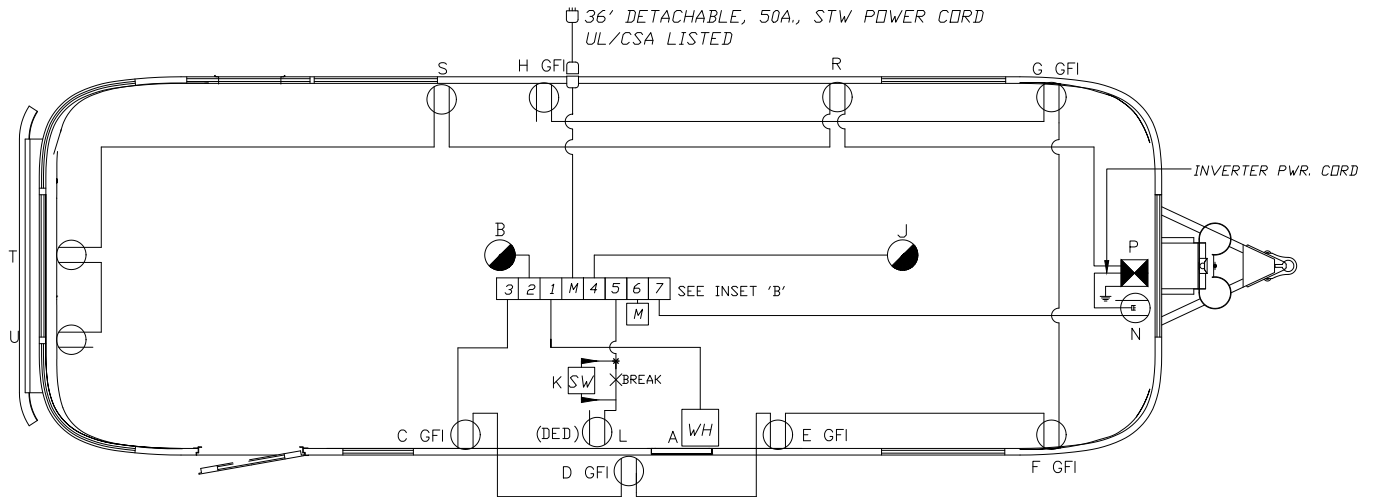 36' DETACHABLE, 50A., STW POWER CORD
UL/CSA LISTED
S
H GFI
R
G GFI
INVERTER PWR. CORD
B
J
T
P
3 2 1 M 4 5 6 7
SEE INSET 'B'
M
N
U
K SW
BREAK
C GFI
(DED) L
A WH
E GFI
F GFI
D GFI